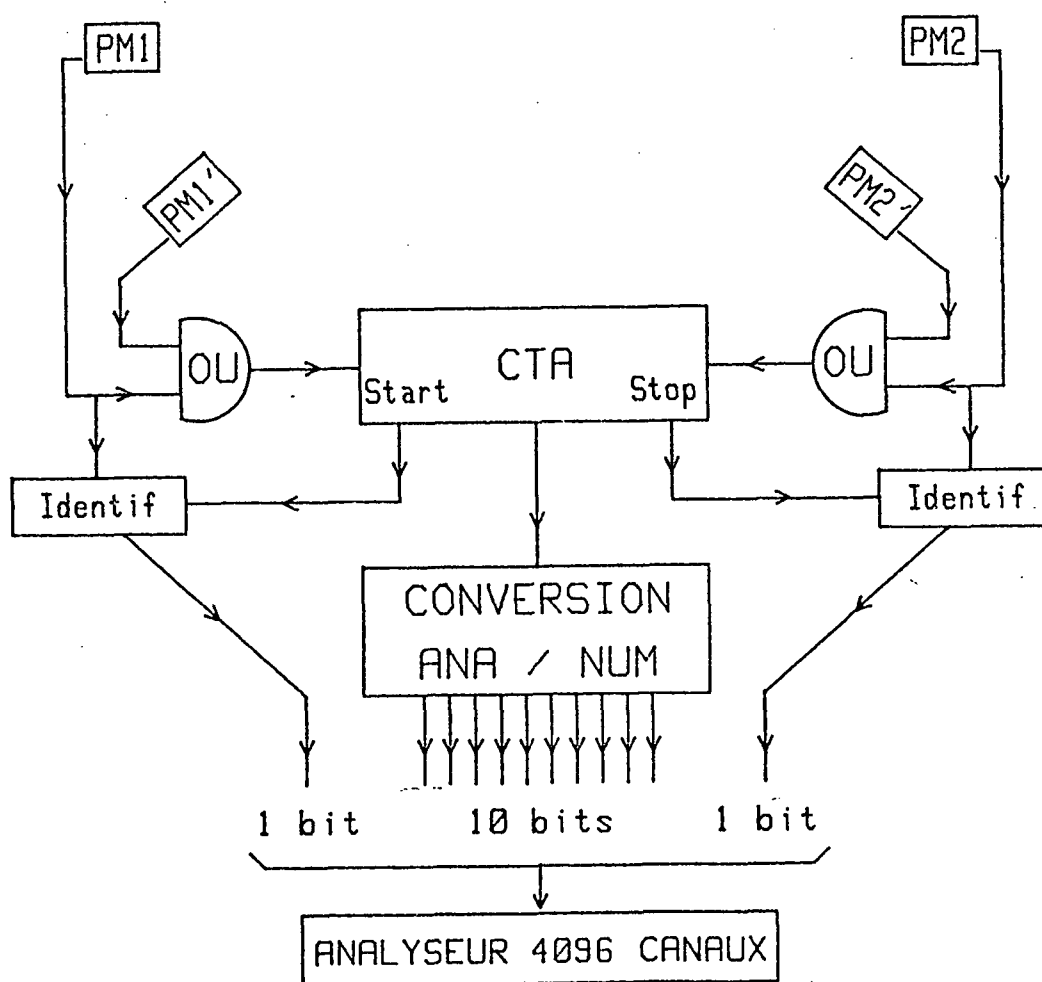 PM1
PM2
PM1'
PM2'
OU
CTA
OU
Start
Stop
Identif
Identif
CONVERSION
ANA / NUM
1 bit
10 bits
1 bit
ANALYSEUR 4096 CANAUX